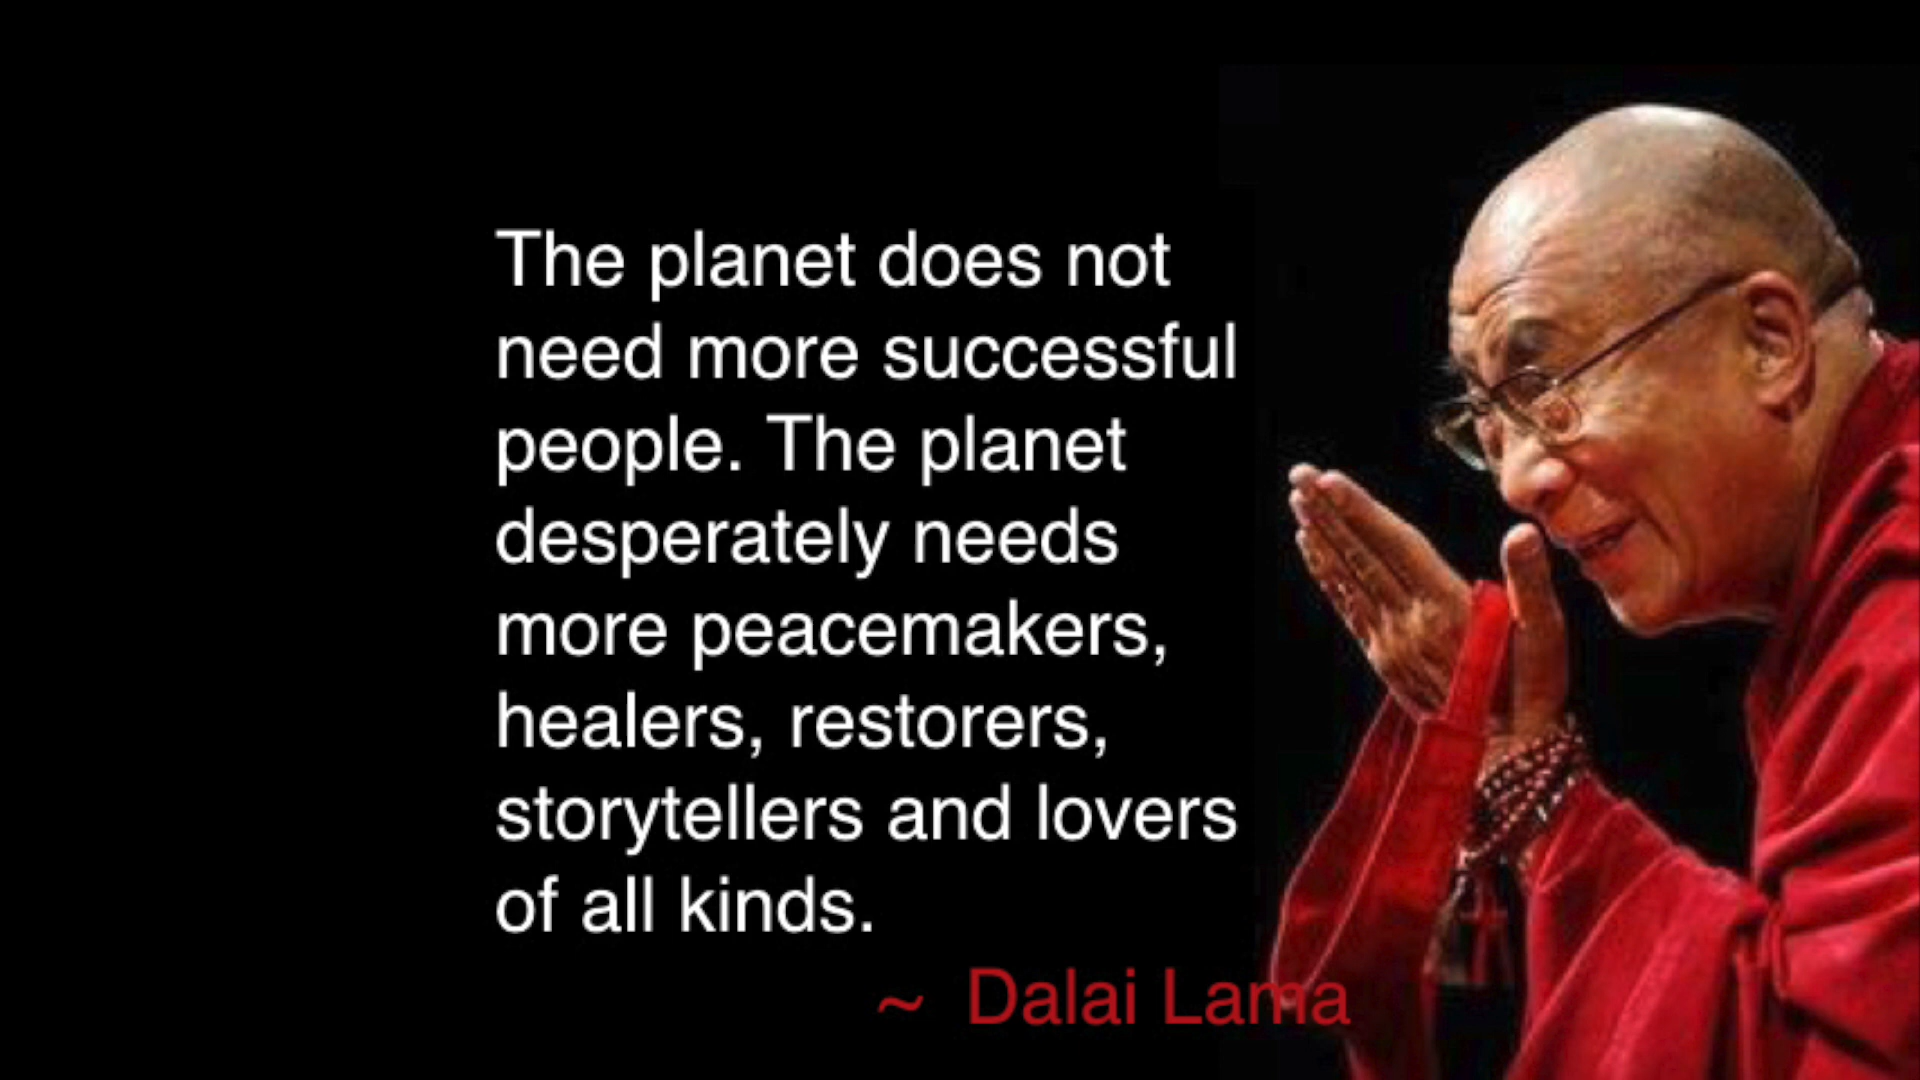 The planet does not
need more successful
people. The planet
desperately needs
more peacemakers,
healers, restorers,
storytellers and lovers
of all kinds.
~ Dalai Lama